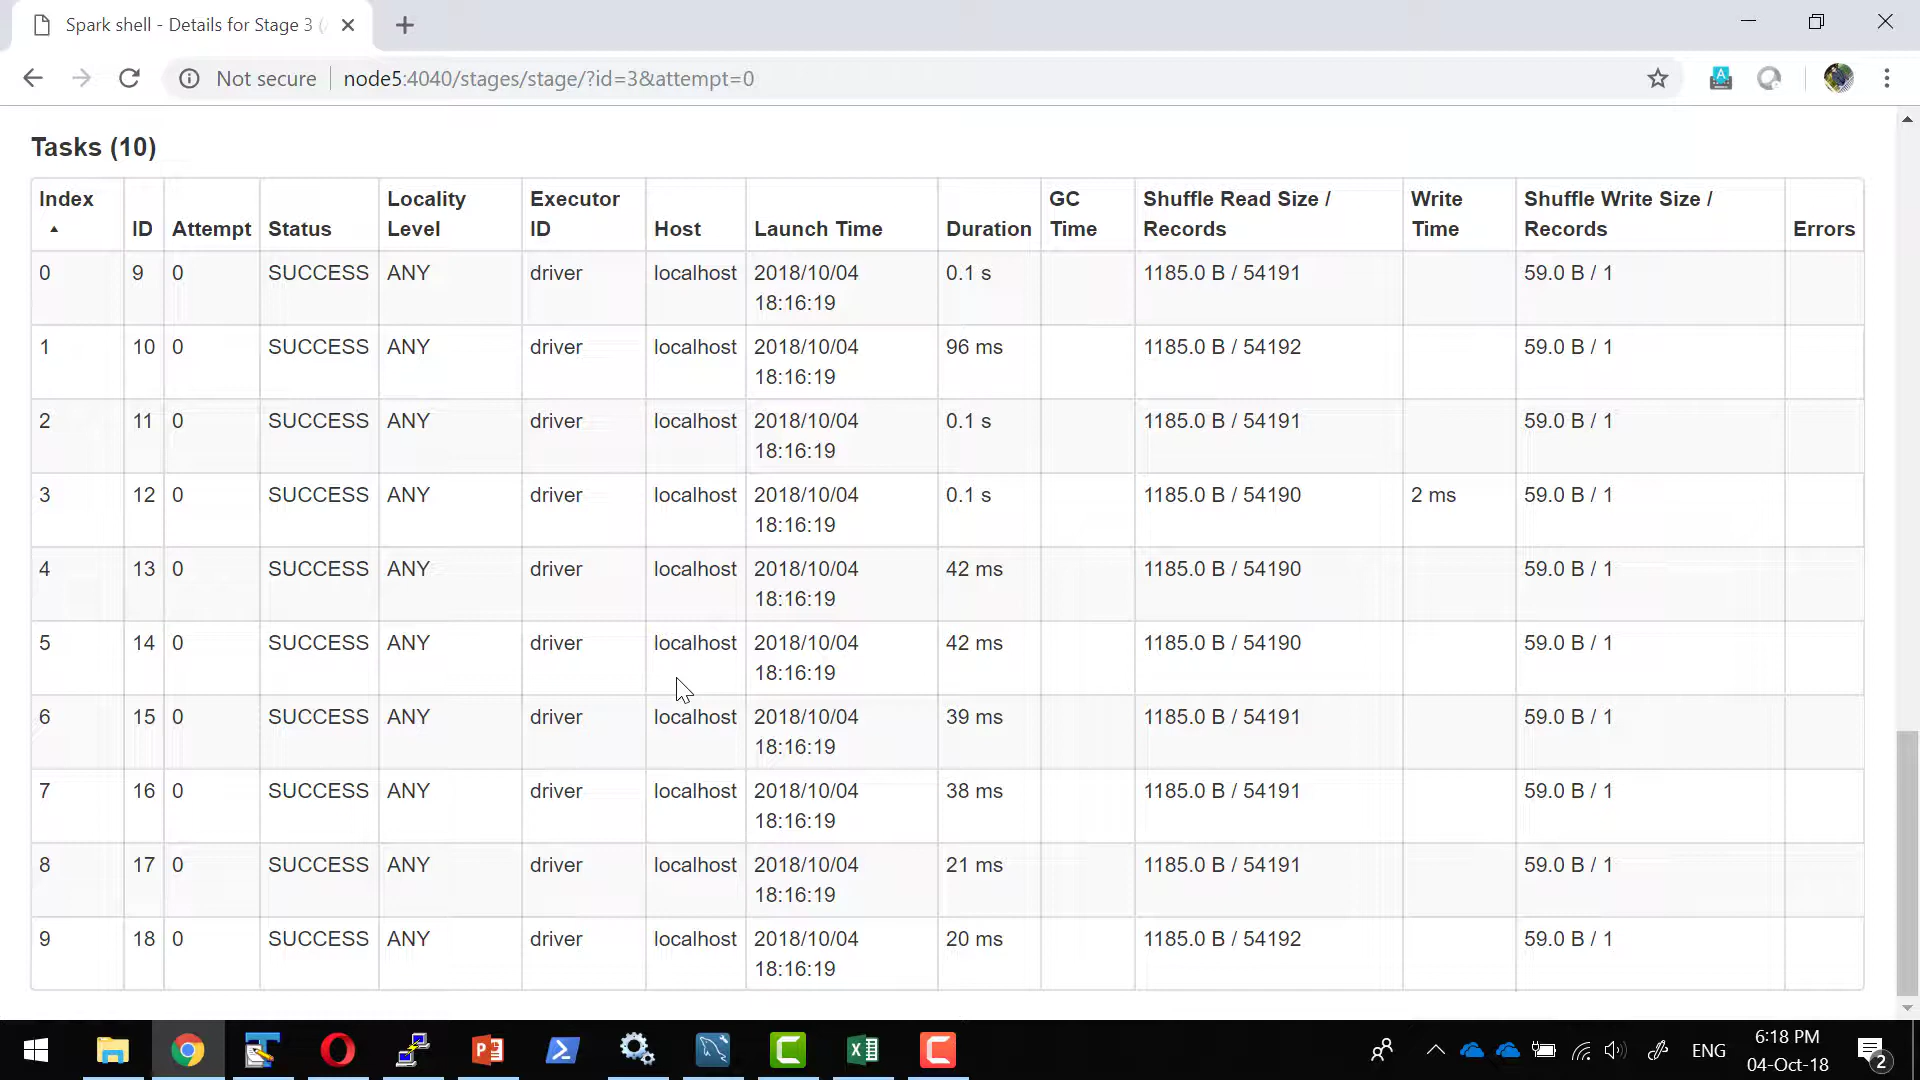 Spark shell - Details for Stage 3 (
Not secure node5:4040/stages/stage/?id=3&attempt=0
Tasks (10)
Index ID Attempt Status Locality Level Executor ID Host Launch Time Duration GC Time Shuffle Read Size / Records Write Time Shuffle Write Size / Records Errors
0 9 0 SUCCESS ANY driver localhost 2018/10/04 18:16:19 0.1 s 1185.0 B / 54191 59.0 B / 1
1 10 0 SUCCESS ANY driver localhost 2018/10/04 18:16:19 96 ms 1185.0 B / 54192 59.0 B / 1
2 11 0 SUCCESS ANY driver localhost 2018/10/04 18:16:19 0.1 s 1185.0 B / 54191 59.0 B / 1
3 12 0 SUCCESS ANY driver localhost 2018/10/04 18:16:19 0.1 s 1185.0 B / 54190 2 ms 59.0 B / 1
4 13 0 SUCCESS ANY driver localhost 2018/10/04 18:16:19 42 ms 1185.0 B / 54190 59.0 B / 1
5 14 0 SUCCESS ANY driver localhost 2018/10/04 18:16:19 42 ms 1185.0 B / 54190 59.0 B / 1
6 15 0 SUCCESS ANY driver localhost 2018/10/04 18:16:19 39 ms 1185.0 B / 54191 59.0 B / 1
7 16 0 SUCCESS ANY driver localhost 2018/10/04 18:16:19 38 ms 1185.0 B / 54191 59.0 B / 1
8 17 0 SUCCESS ANY driver localhost 2018/10/04 18:16:19 21 ms 1185.0 B / 54191 59.0 B / 1
9 18 0 SUCCESS ANY driver localhost 2018/10/04 18:16:19 20 ms 1185.0 B / 54192 59.0 B / 1
ENG
6:18 PM
04-Oct-18
2